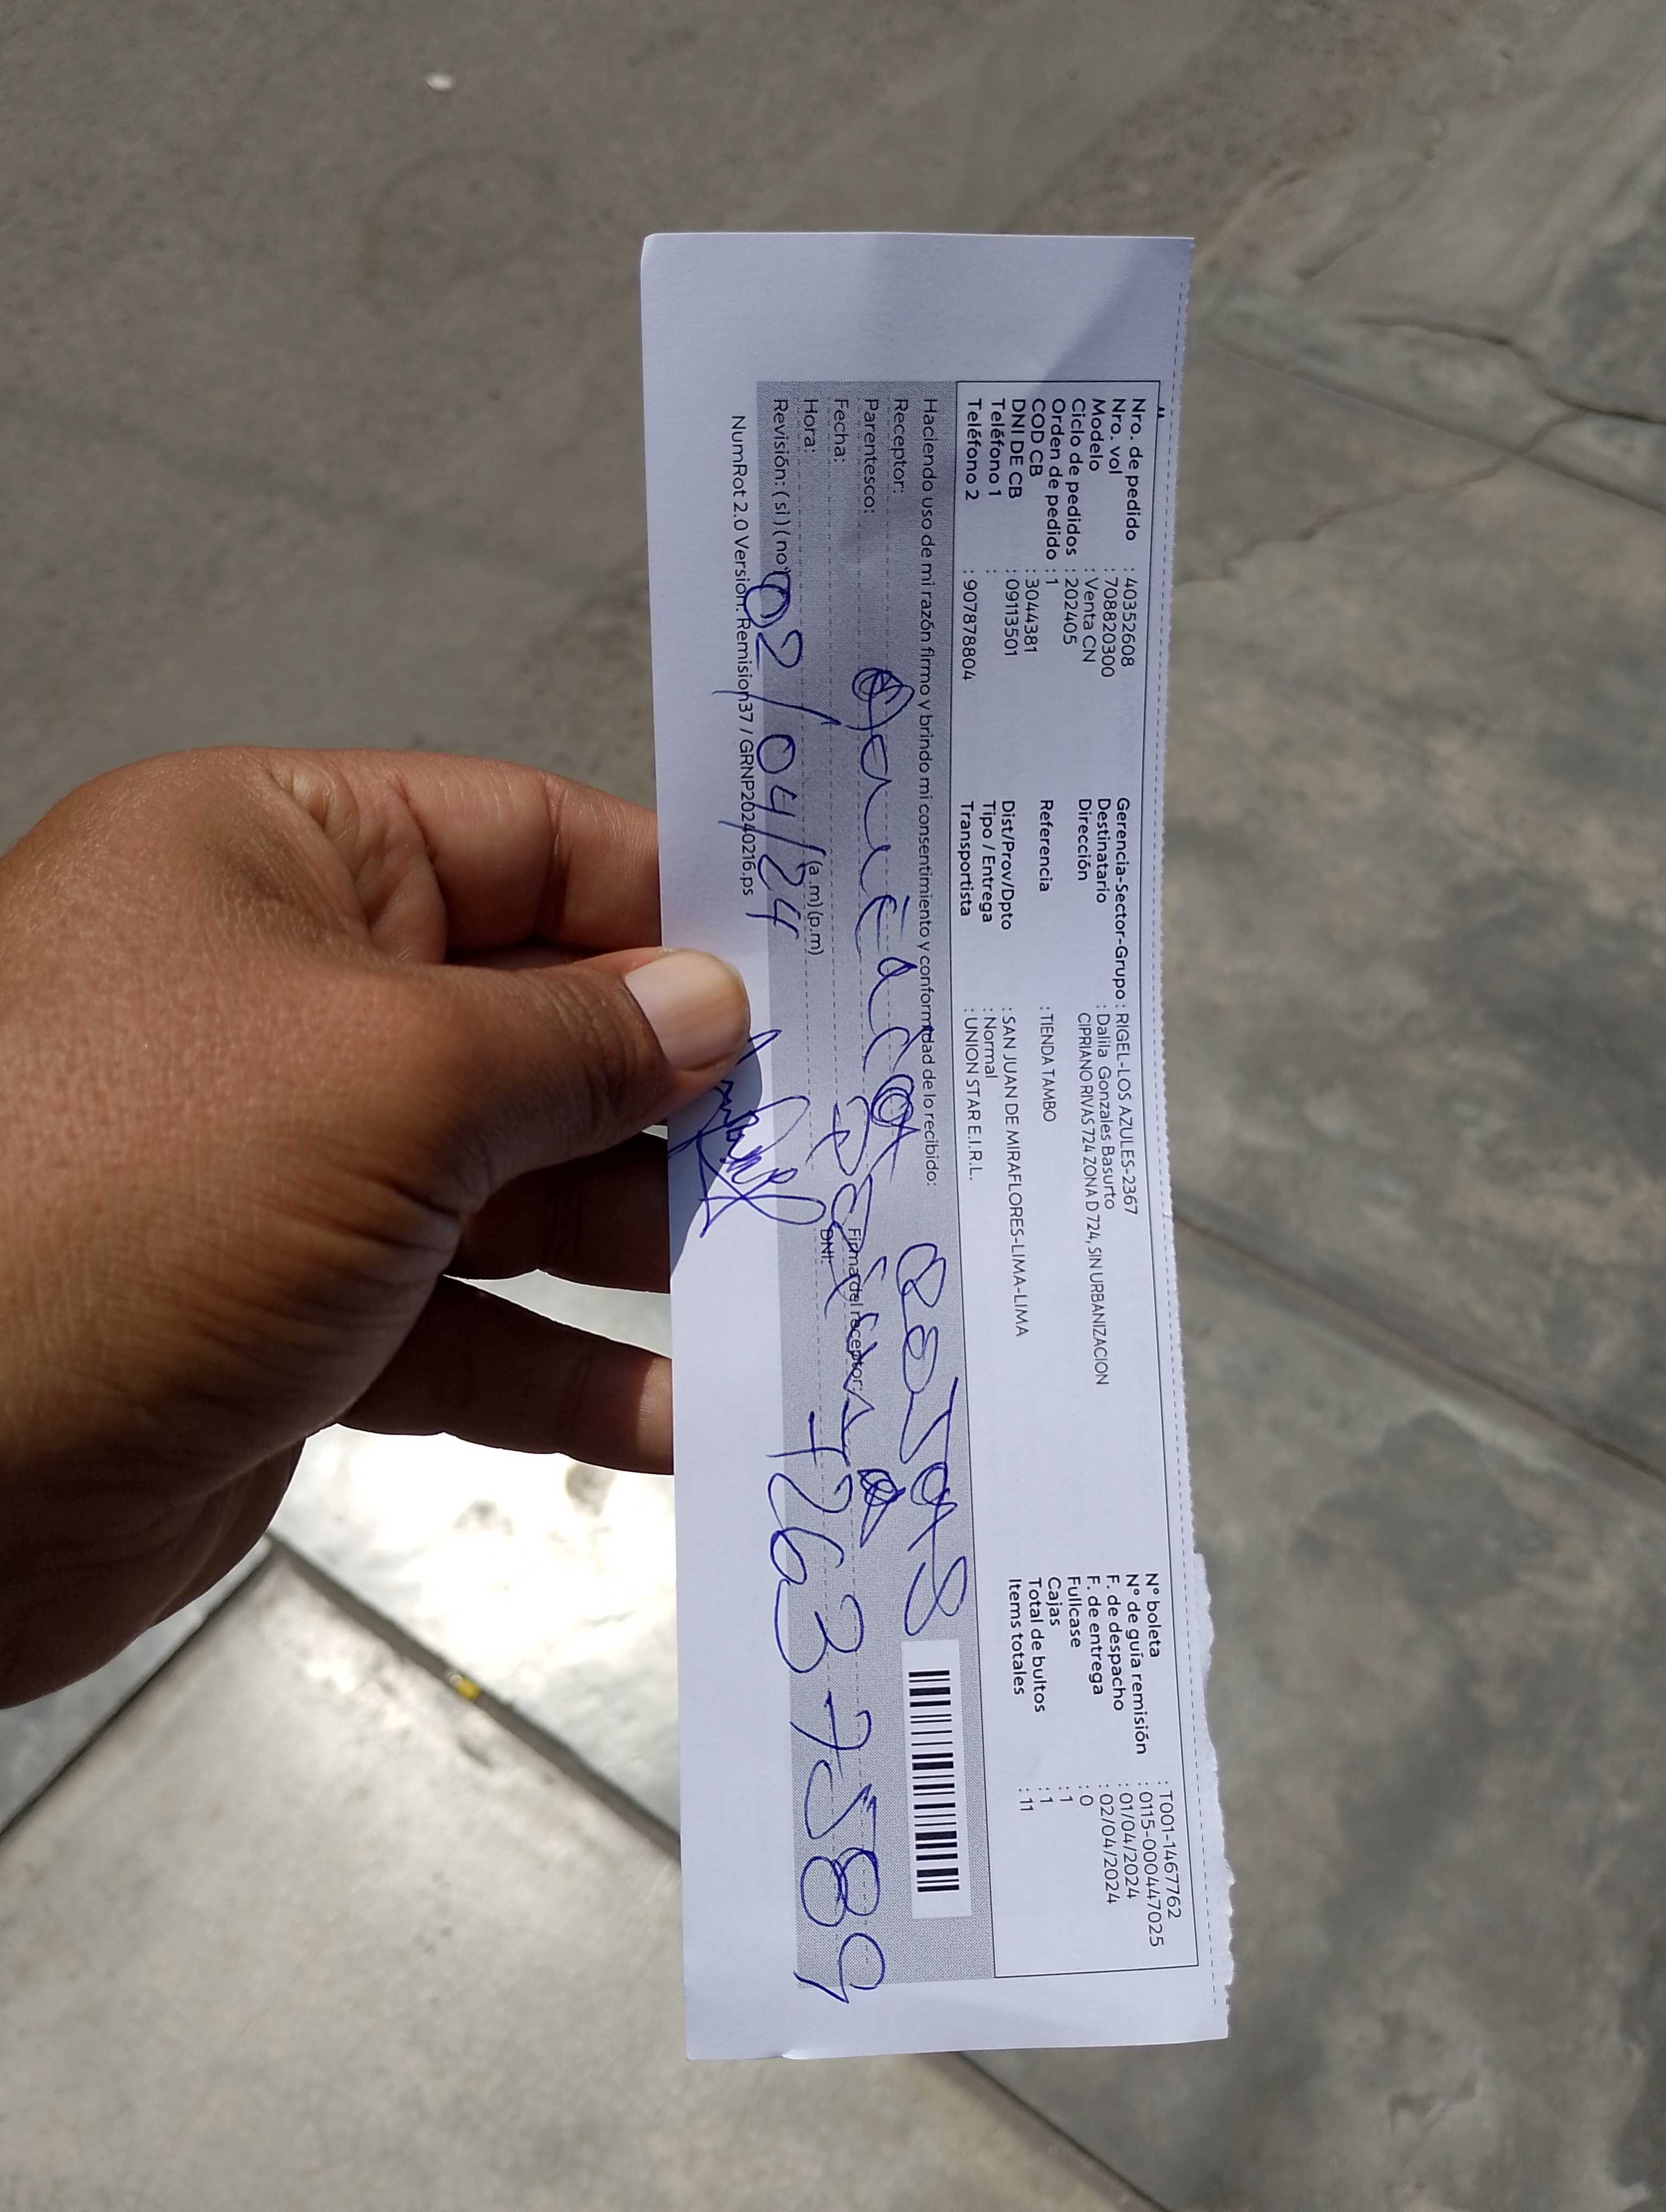 Nro. de pedido : 40352608
Nro. vol : 708820300
Modelo : Venta CN
Ciclo de pedidos : 202405
Orden de pedido : 1
COD CB : 3044381
DNI DE CB : 09113501
Teléfono 1 :
Teléfono 2 : 907878804
Gerencia-Sector-Grupo : RIGEL-LOS AZULES-2367
Destinatario : Dalila Gonzales Basurto
Dirección CIPRIANO RIVAS 724 ZONA D 724, SIN URBANIZACION
Referencia : TIENDA TAMBO
Dist/Prov/Dpto : SAN JUAN DE MIRAFLORES-LIMA-LIMA
Tipo / Entrega : Normal
Transportista : UNION STAR E.I.R.L.
N° boleta : T001-1467762
N° de guía remisión : 0115-000447025
F. de despacho : 01/04/2024
F. de entrega : 02/04/2024
Fullcase : 0
Cajas : 1
Total de bultos : 1
Items totales : 11
Haciendo uso de mi razón firmo y brindo mi consentimiento y conformidad de lo recibido:
Receptor:
Parentesco:
Fecha:
Hora: (a.m) (p.m)
Revisión: ( si ) ( no )
Firma del receptor:
DNI:
02/04/24
NumRot 2.0 Version: Remision37 / GRNP20240216.ps